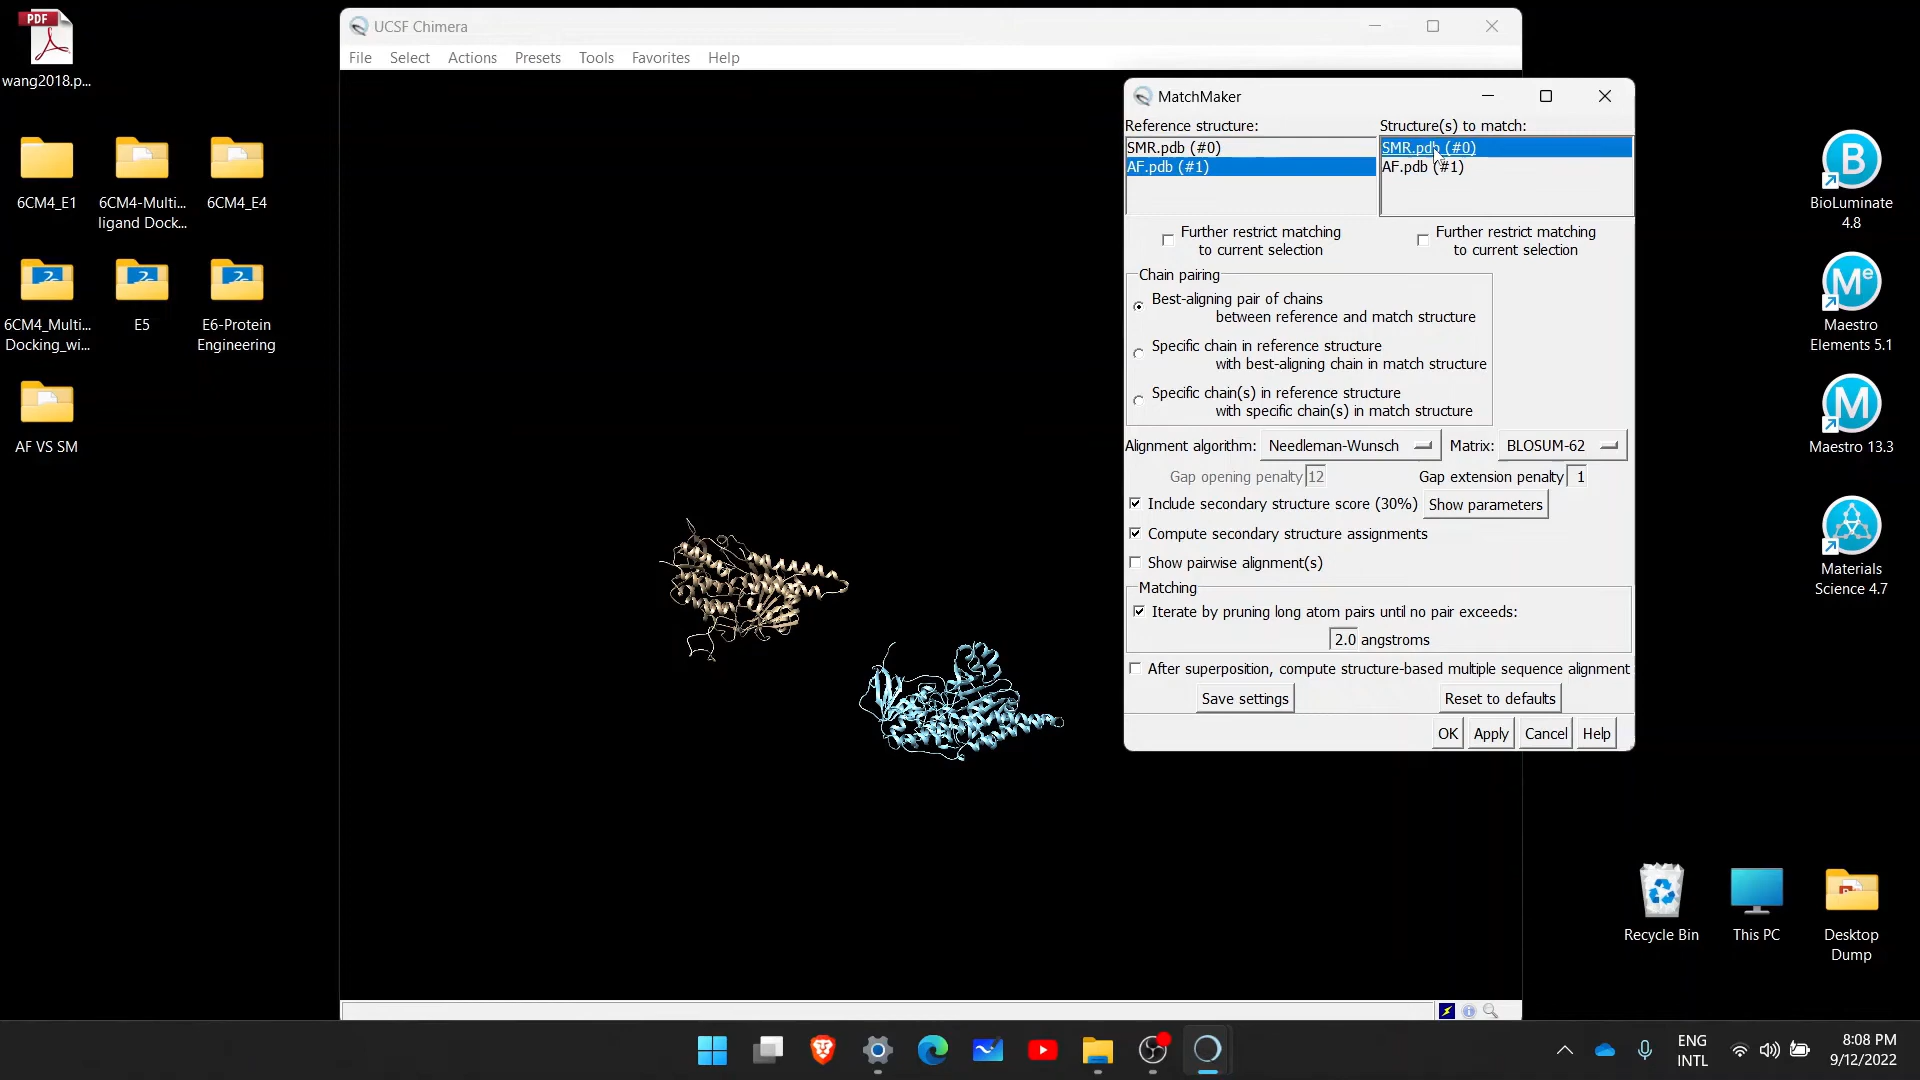 PDF
wang2018.p...
6CM4_E1
6CM4-Multi...
ligand Dock...
6CM4_E4
6CM4_Multi...
Docking_wi...
E5
E6-Protein
Engineering
AF VS SM
UCSF Chimera
File Select Actions Presets Tools Favorites Help
MatchMaker
Reference structure:
SMR.pdb (#0)
AF.pdb (#1)
Structure(s) to match:
SMR.pdb (#0)
AF.pdb (#1)
Further restrict matching
to current selection
Further restrict matching
to current selection
Chain pairing
Best-aligning pair of chains
between reference and match structure
Specific chain in reference structure
with best-aligning chain in match structure
Specific chain(s) in reference structure
with specific chain(s) in match structure
Alignment algorithm: Needleman-Wunsch Matrix: BLOSUM-62
Gap opening penalty 12 Gap extension penalty 1
Include secondary structure score (30%) Show parameters
Compute secondary structure assignments
Show pairwise alignment(s)
Matching
Iterate by pruning long atom pairs until no pair exceeds:
2.0 angstroms
After superposition, compute structure-based multiple sequence alignment
Save settings Reset to defaults
OK Apply Cancel Help
B
BioLuminate
4.8
Me
Maestro
Elements 5.1
M
Maestro 13.3
Materials
Science 4.7
Recycle Bin
This PC
Desktop
Dump
ENG
INTL
8:08 PM
9/12/2022